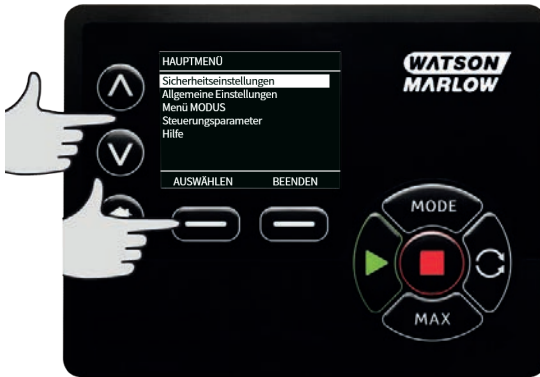 HAUPTMENÜ
Sicherheitseinstellungen
Allgemeine Einstellungen
Menü MODUS
Steuerungsparameter
Hilfe
AUSWÄHLEN BEENDEN
WATSON
MARLOW
MODE
MAX